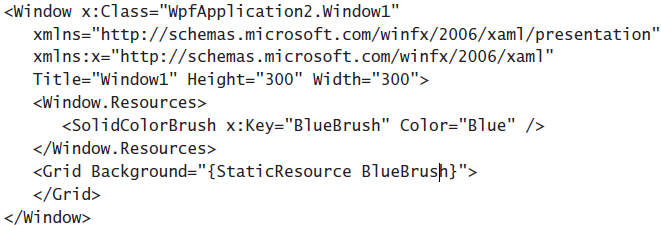 <Window x:Class="WpfApplication2.Window1"
xmlns="http://schemas.microsoft.com/winfx/2006/xaml/presentation"
xmlns:x="http://schemas.microsoft.com/winfx/2006/xaml"
Title="Window1" Height="300" Width="300">
<Window.Resources>
<SolidColorBrush x:Key="BlueBrush" Color="Blue" />
</Window.Resources>
<Grid Background="{StaticResource BlueBrush}">
</Grid>
</Window>